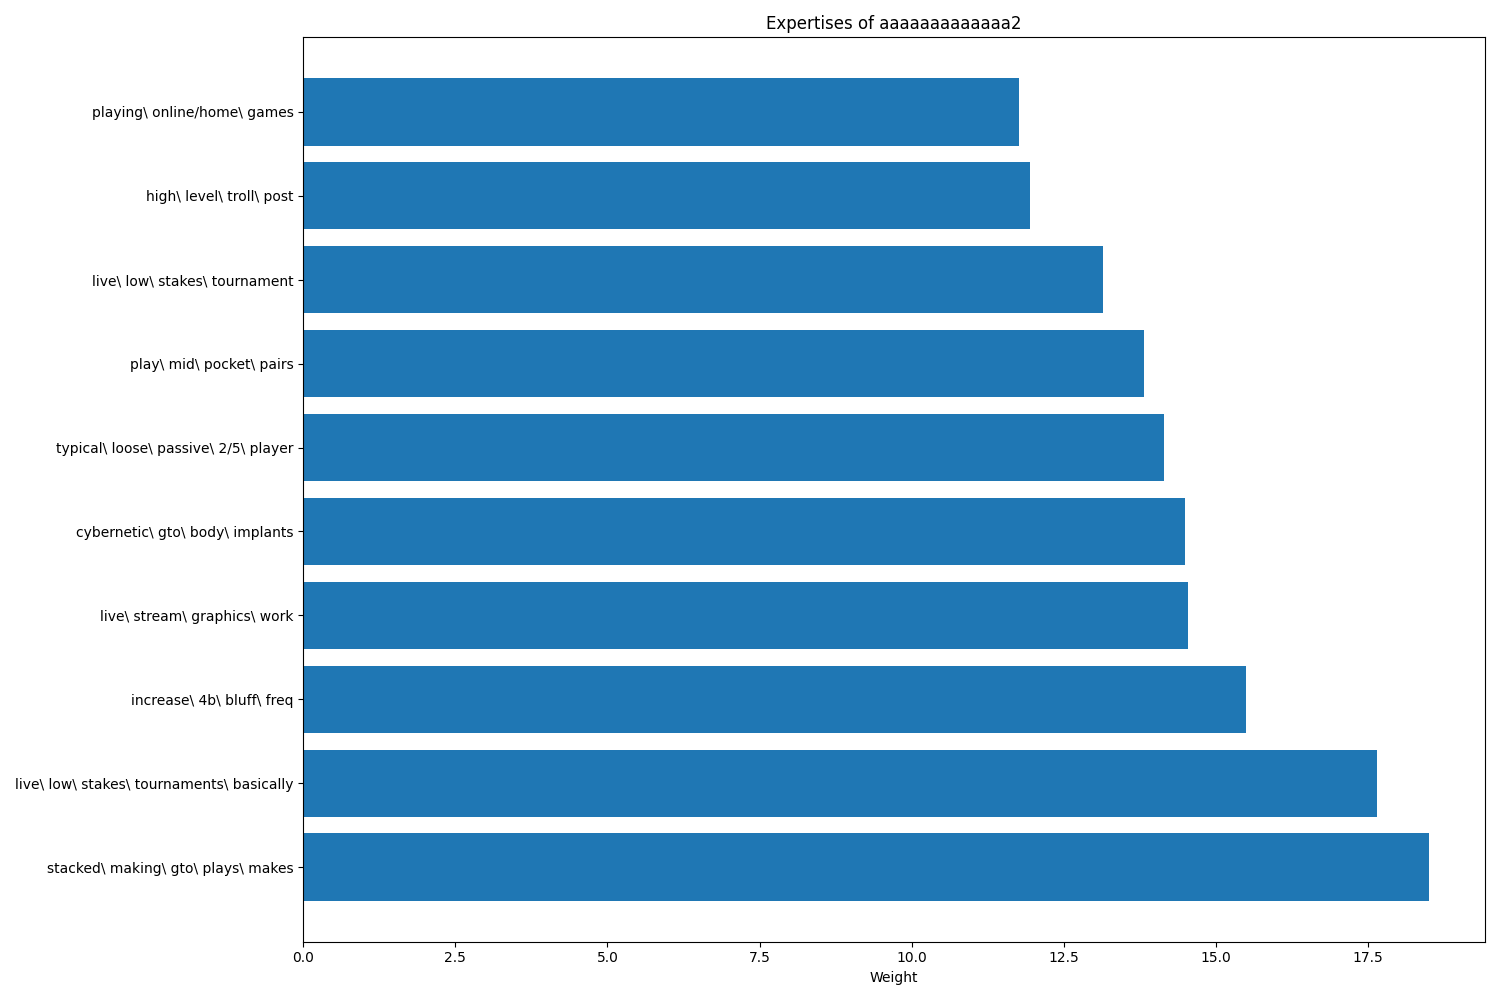 Expertises of aaaaaaaaaaaaa2
playing\ online/home\ games
high\ level\ troll\ post
live\ low\ stakes\ tournament
play\ mid\ pocket\ pairs
typical\ loose\ passive\ 2/5\ player
cybernetic\ gto\ body\ implants
live\ stream\ graphics\ work
increase\ 4b\ bluff\ freq
live\ low\ stakes\ tournaments\ basically
stacked\ making\ gto\ plays\ makes
0.0 2.5 5.0 7.5 10.0 12.5 15.0 17.5
Weight